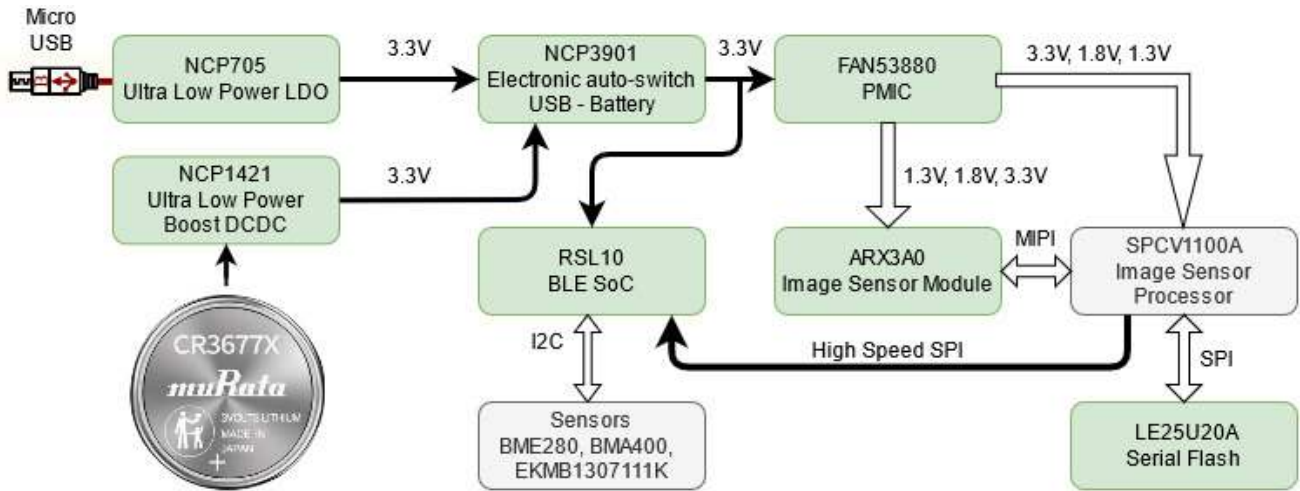 Micro
USB
NCP705
Ultra Low Power LDO
3.3V
NCP3901
Electronic auto-switch
USB - Battery
3.3V
FAN53880
PMIC
3.3V, 1.8V, 1.3V
NCP1421
Ultra Low Power
Boost DCDC
3.3V
1.3V, 1.8V, 3.3V
RSL10
BLE SoC
ARX3A0
Image Sensor Module
MIPI
SPCV1100A
Image Sensor
Processor
CR3677X
muRata
3VOLTS LITHIUM
MADE IN
JAPAN
+
I2C
High Speed SPI
SPI
Sensors
BME280, BMA400,
EKMB1307111K
LE25U20A
Serial Flash